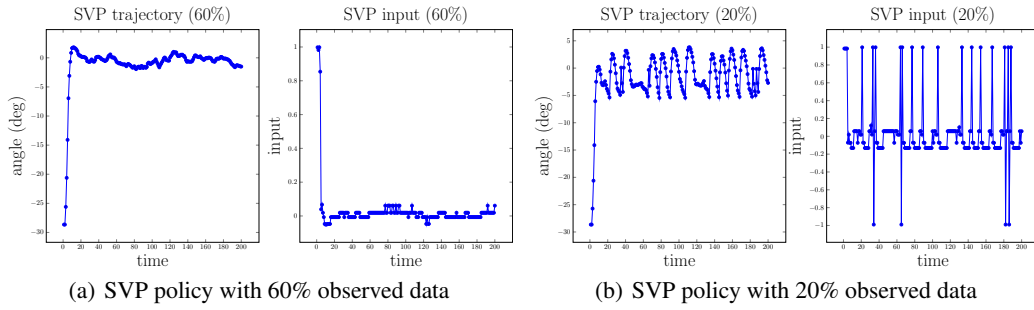 SVP trajectory (60%)
SVP input (60%)
SVP trajectory (20%)
SVP input (20%)
angle (deg)
0
−5
−10
−15
−20
−25
−30
0 20 40 60 80 100 120 140 160 180 200
time
input
1
0.8
0.6
0.4
0.2
0
0 20 40 60 80 100 120 140 160 180 200
time
angle (deg)
5
0
−5
−10
−15
−20
−25
−30
0 20 40 60 80 100 120 140 160 180 200
time
input
1
0.8
0.6
0.4
0.2
0
−0.2
−0.4
−0.6
−0.8
−1
0 20 40 60 80 100 120 140 160 180 200
time
(a) SVP policy with 60% observed data
(b) SVP policy with 20% observed data